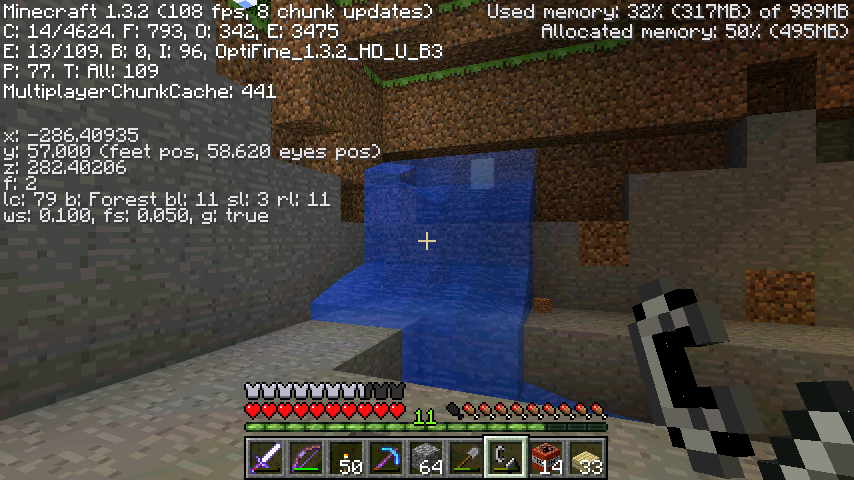 Minecraft 1.3.2 (108 fps, chunk updates)
C: 14/4624. F: 793, O: 342, E: 3475
E: 13/109. B: 0, I: 96, OptiFine_1.3.2_HD_U_B3
P: 77. T: All: 109
MultiplayerChunkCache: 441
Used memory: 32% (317MB) of 989MB
Allocated memory: 50% (495MB)
x: -286.40935
y: 57.000 (feet pos, 58.620 eyes pos)
z: 282.40206
f: 2
lc: 79 b: Forest bl: 11 sl: 3 rl: 11
ws: 0.100, fs: 0.050, g: true
11
50 64 14 33